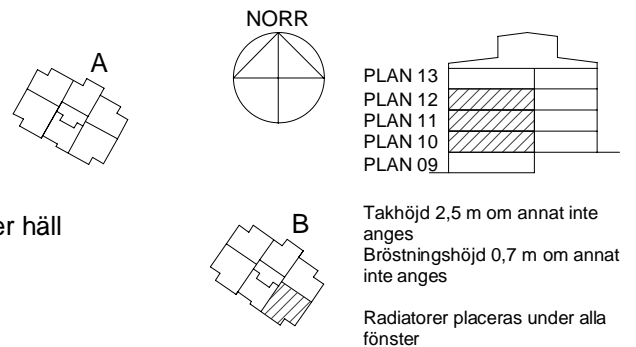 NORR
A
PLAN 13
PLAN 12
PLAN 11
PLAN 10
PLAN 09
er häll
B
Takhöjd 2,5 m om annat inte
anges
Bröstningshöjd 0,7 m om annat
inte anges
Radiatorer placeras under alla
fönster